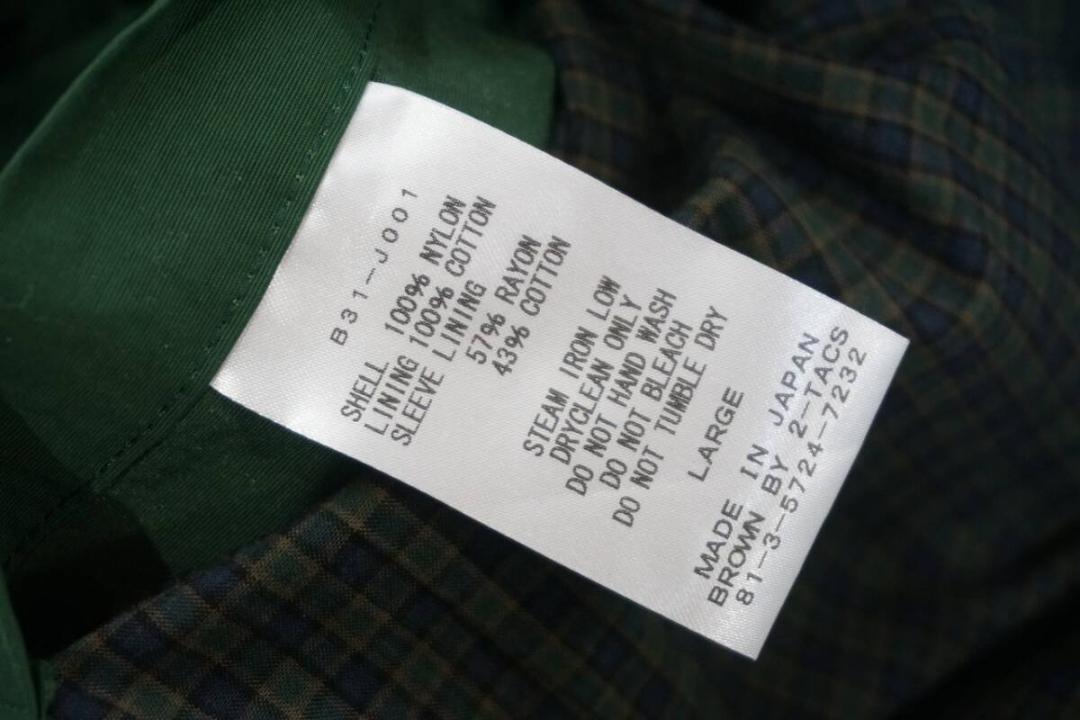 B31-J001
SHELL 100% NYLON
LINING 100% COTTON
SLEEVE LINING
57% RAYON
43% COTTON
STEAM IRON LOW
DRYCLEAN ONLY
DO NOT HAND WASH
DO NOT BLEACH
DO NOT TUMBLE DRY
LARGE
MADE IN JAPAN
BROWN BY 2-TACS
81-3-5724-7232